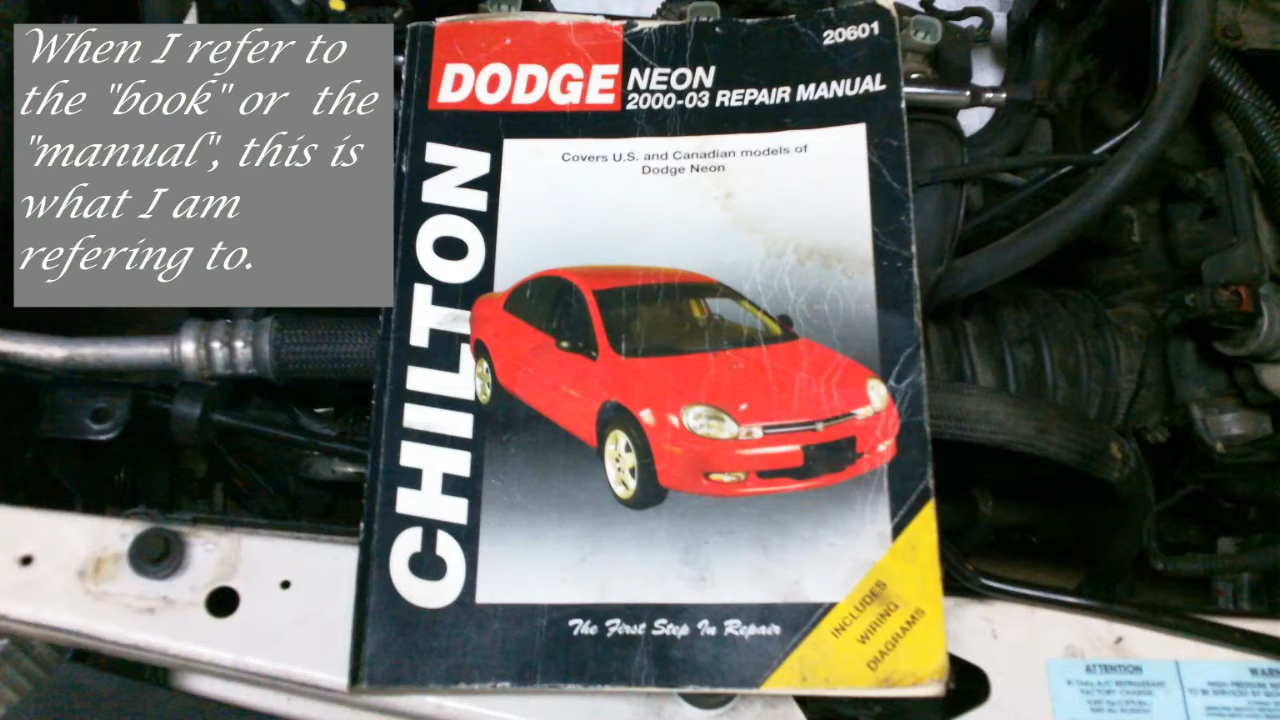 When I refer to
the "book" or the
"manual", this is
what I am
refering to.
20601
DODGE NEON
2000-03 REPAIR MANUAL
Covers U.S. and Canadian models of
Dodge Neon
CHILTON
The First Step In Repair
INCLUDES
WIRING
DIAGRAMS
ATTENTION
FACTORY CHARGE